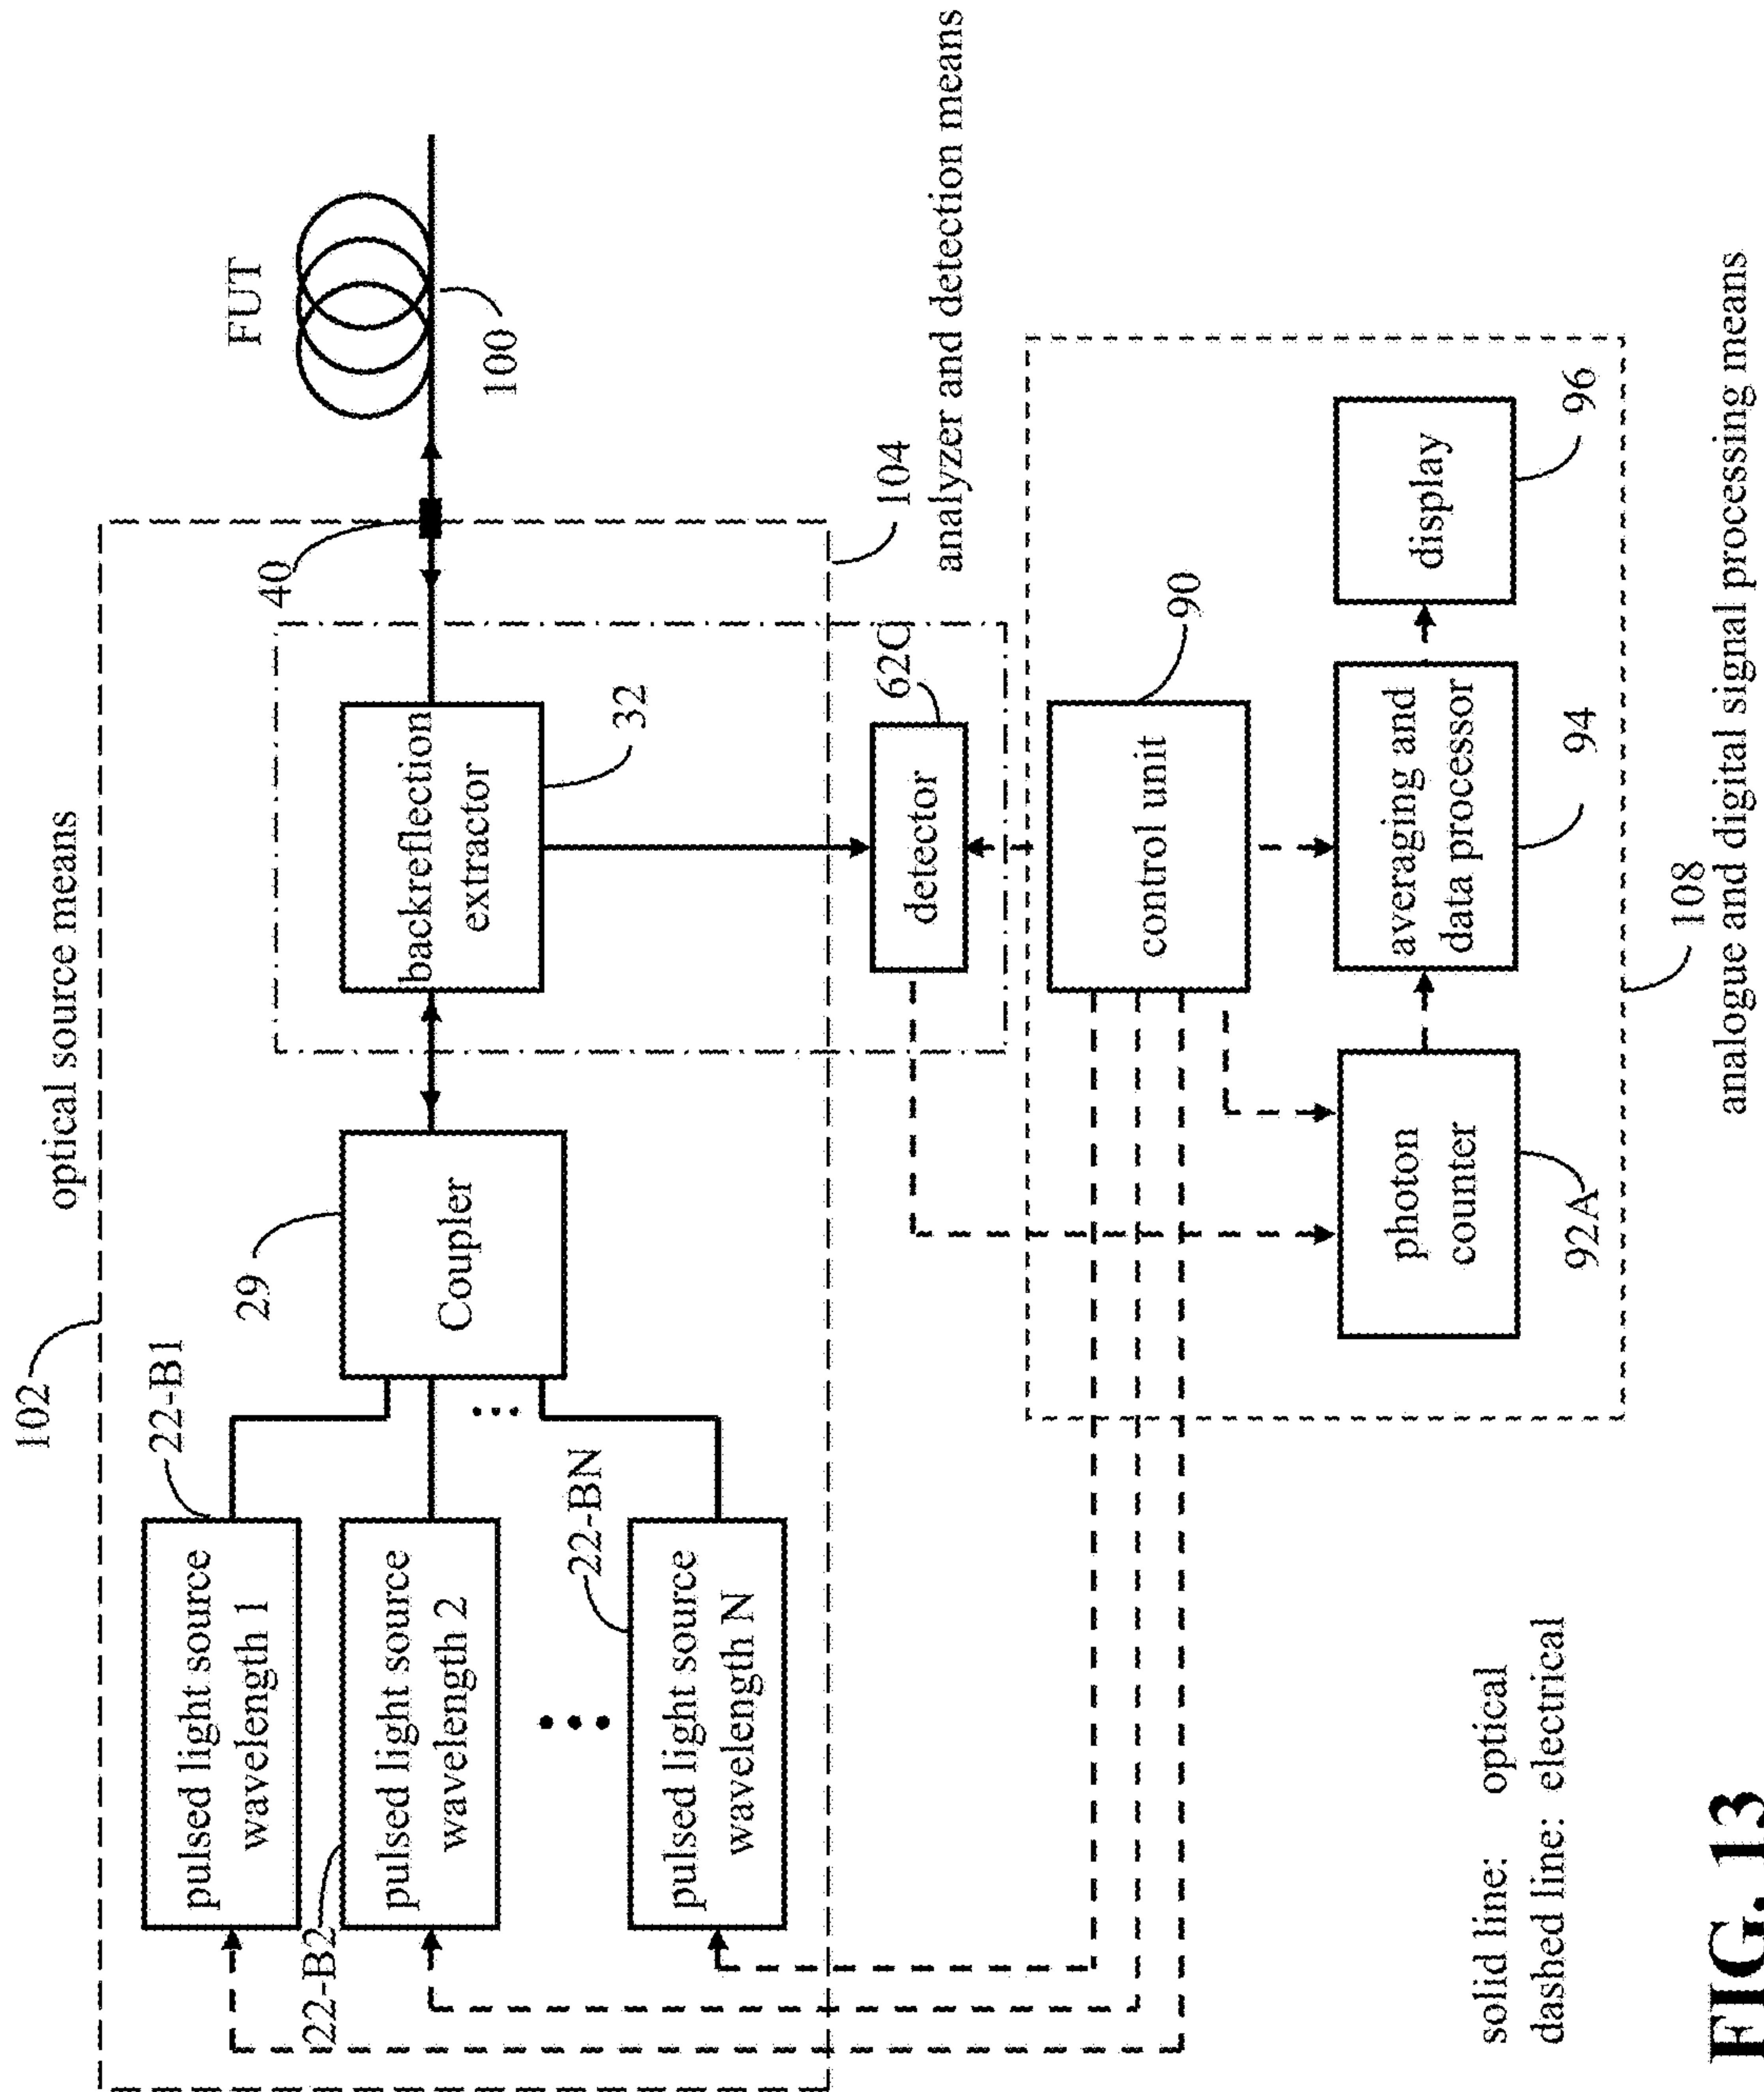 102
optical source means
22-B1
pulsed light source
wavelength 1
22-B2
pulsed light source
wavelength 2
22-BN
pulsed light source
wavelength N
29
Coupler
backreflection
extractor
32
40
FUT
100
104
analyzer and detection means
62C
detector
90
control unit
photon
counter
92A
averaging and
data processor
94
display
96
108
analogue and digital signal processing means
solid line: optical
dashed line: electrical
FIG. 13